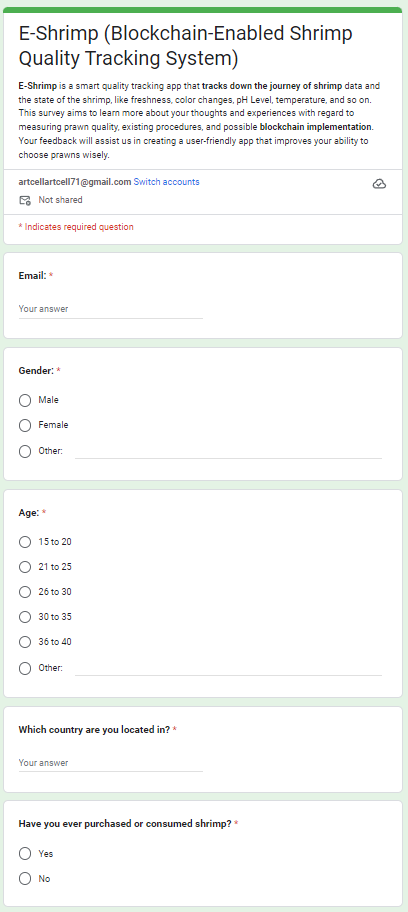 E-Shrimp (Blockchain-Enabled Shrimp
Quality Tracking System)
E-Shrimp is a smart quality tracking app that tracks down the journey of shrimp data and
the state of the shrimp, like freshness, color changes, pH Level, temperature, and so on.
This survey aims to learn more about your thoughts and experiences with regard to
measuring prawn quality, existing procedures, and possible blockchain implementation.
Your feedback will assist us in creating a user-friendly app that improves your ability to
choose prawns wisely.
artcellartcell71@gmail.com Switch accounts
Not shared
* Indicates required question
Email: *
Your answer
Gender: *
Male
Female
Other:
Age: *
15 to 20
21 to 25
26 to 30
30 to 35
36 to 40
Other:
Which country are you located in? *
Your answer
Have you ever purchased or consumed shrimp? *
Yes
No